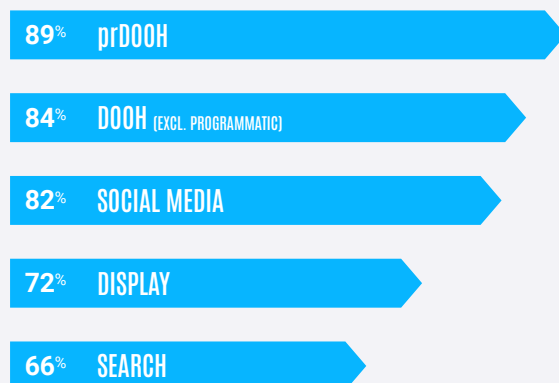 89% prDOOH
84% DOOH (EXCL. PROGRAMMATIC)
82% SOCIAL MEDIA
72% DISPLAY
66% SEARCH